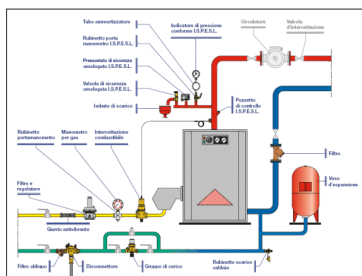 Tubo ammortizzatore
Rubinetto porta
manometro I.S.P.E.S.L.
Pressostato di sicurezza
omologato I.S.P.E.S.L.
Valvola di sicurezza
omologata I.S.P.E.S.L.
Imbuto di scarico
Indicatore di pressione
conforme I.S.P.E.S.L.
Circolatore
Valvola
d'intercettazione
Pozzetto
di controllo
I.S.P.E.S.L.
Rubinetto
portamanometro
Manometro
per gas
Intercettazione
combustibile
Filtro e
regolatore
Giunto antivibrante
Filtro
Vaso
d'espansione
Filtro obliquo
Disconnettore
Gruppo di carico
Rubinetto scarico
caldaia